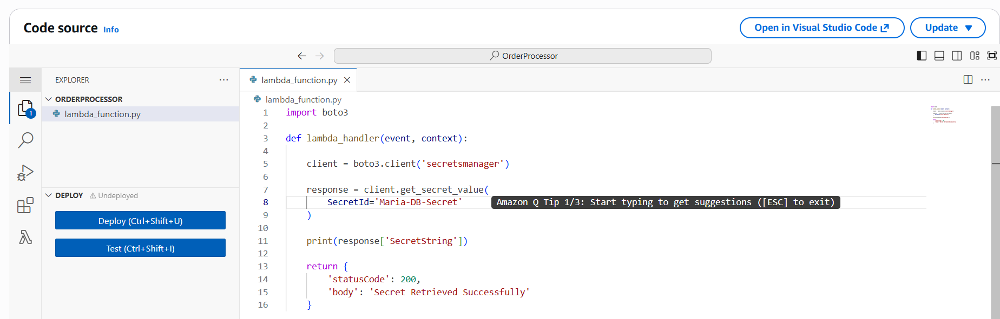 Code source Info
Open in Visual Studio Code
Update
OrderProcessor
EXPLORER
lambda_function.py
ORDERPROCESSOR
lambda_function.py
1
DEPLOY Undeployed
Deploy (Ctrl+Shift+U)
Test (Ctrl+Shift+I)
lambda_function.py
1 import boto3
2
3 def lambda_handler(event, context):
4
5 client = boto3.client('secretsmanager')
6
7 response = client.get_secret_value(
8 SecretId='Maria-DB-Secret' Amazon Q Tip 1/3: Start typing to get suggestions ([ESC] to exit)
9 )
10
11 print(response['SecretString'])
12
13 return {
14 'statusCode': 200,
15 'body': 'Secret Retrieved Successfully'
16 }